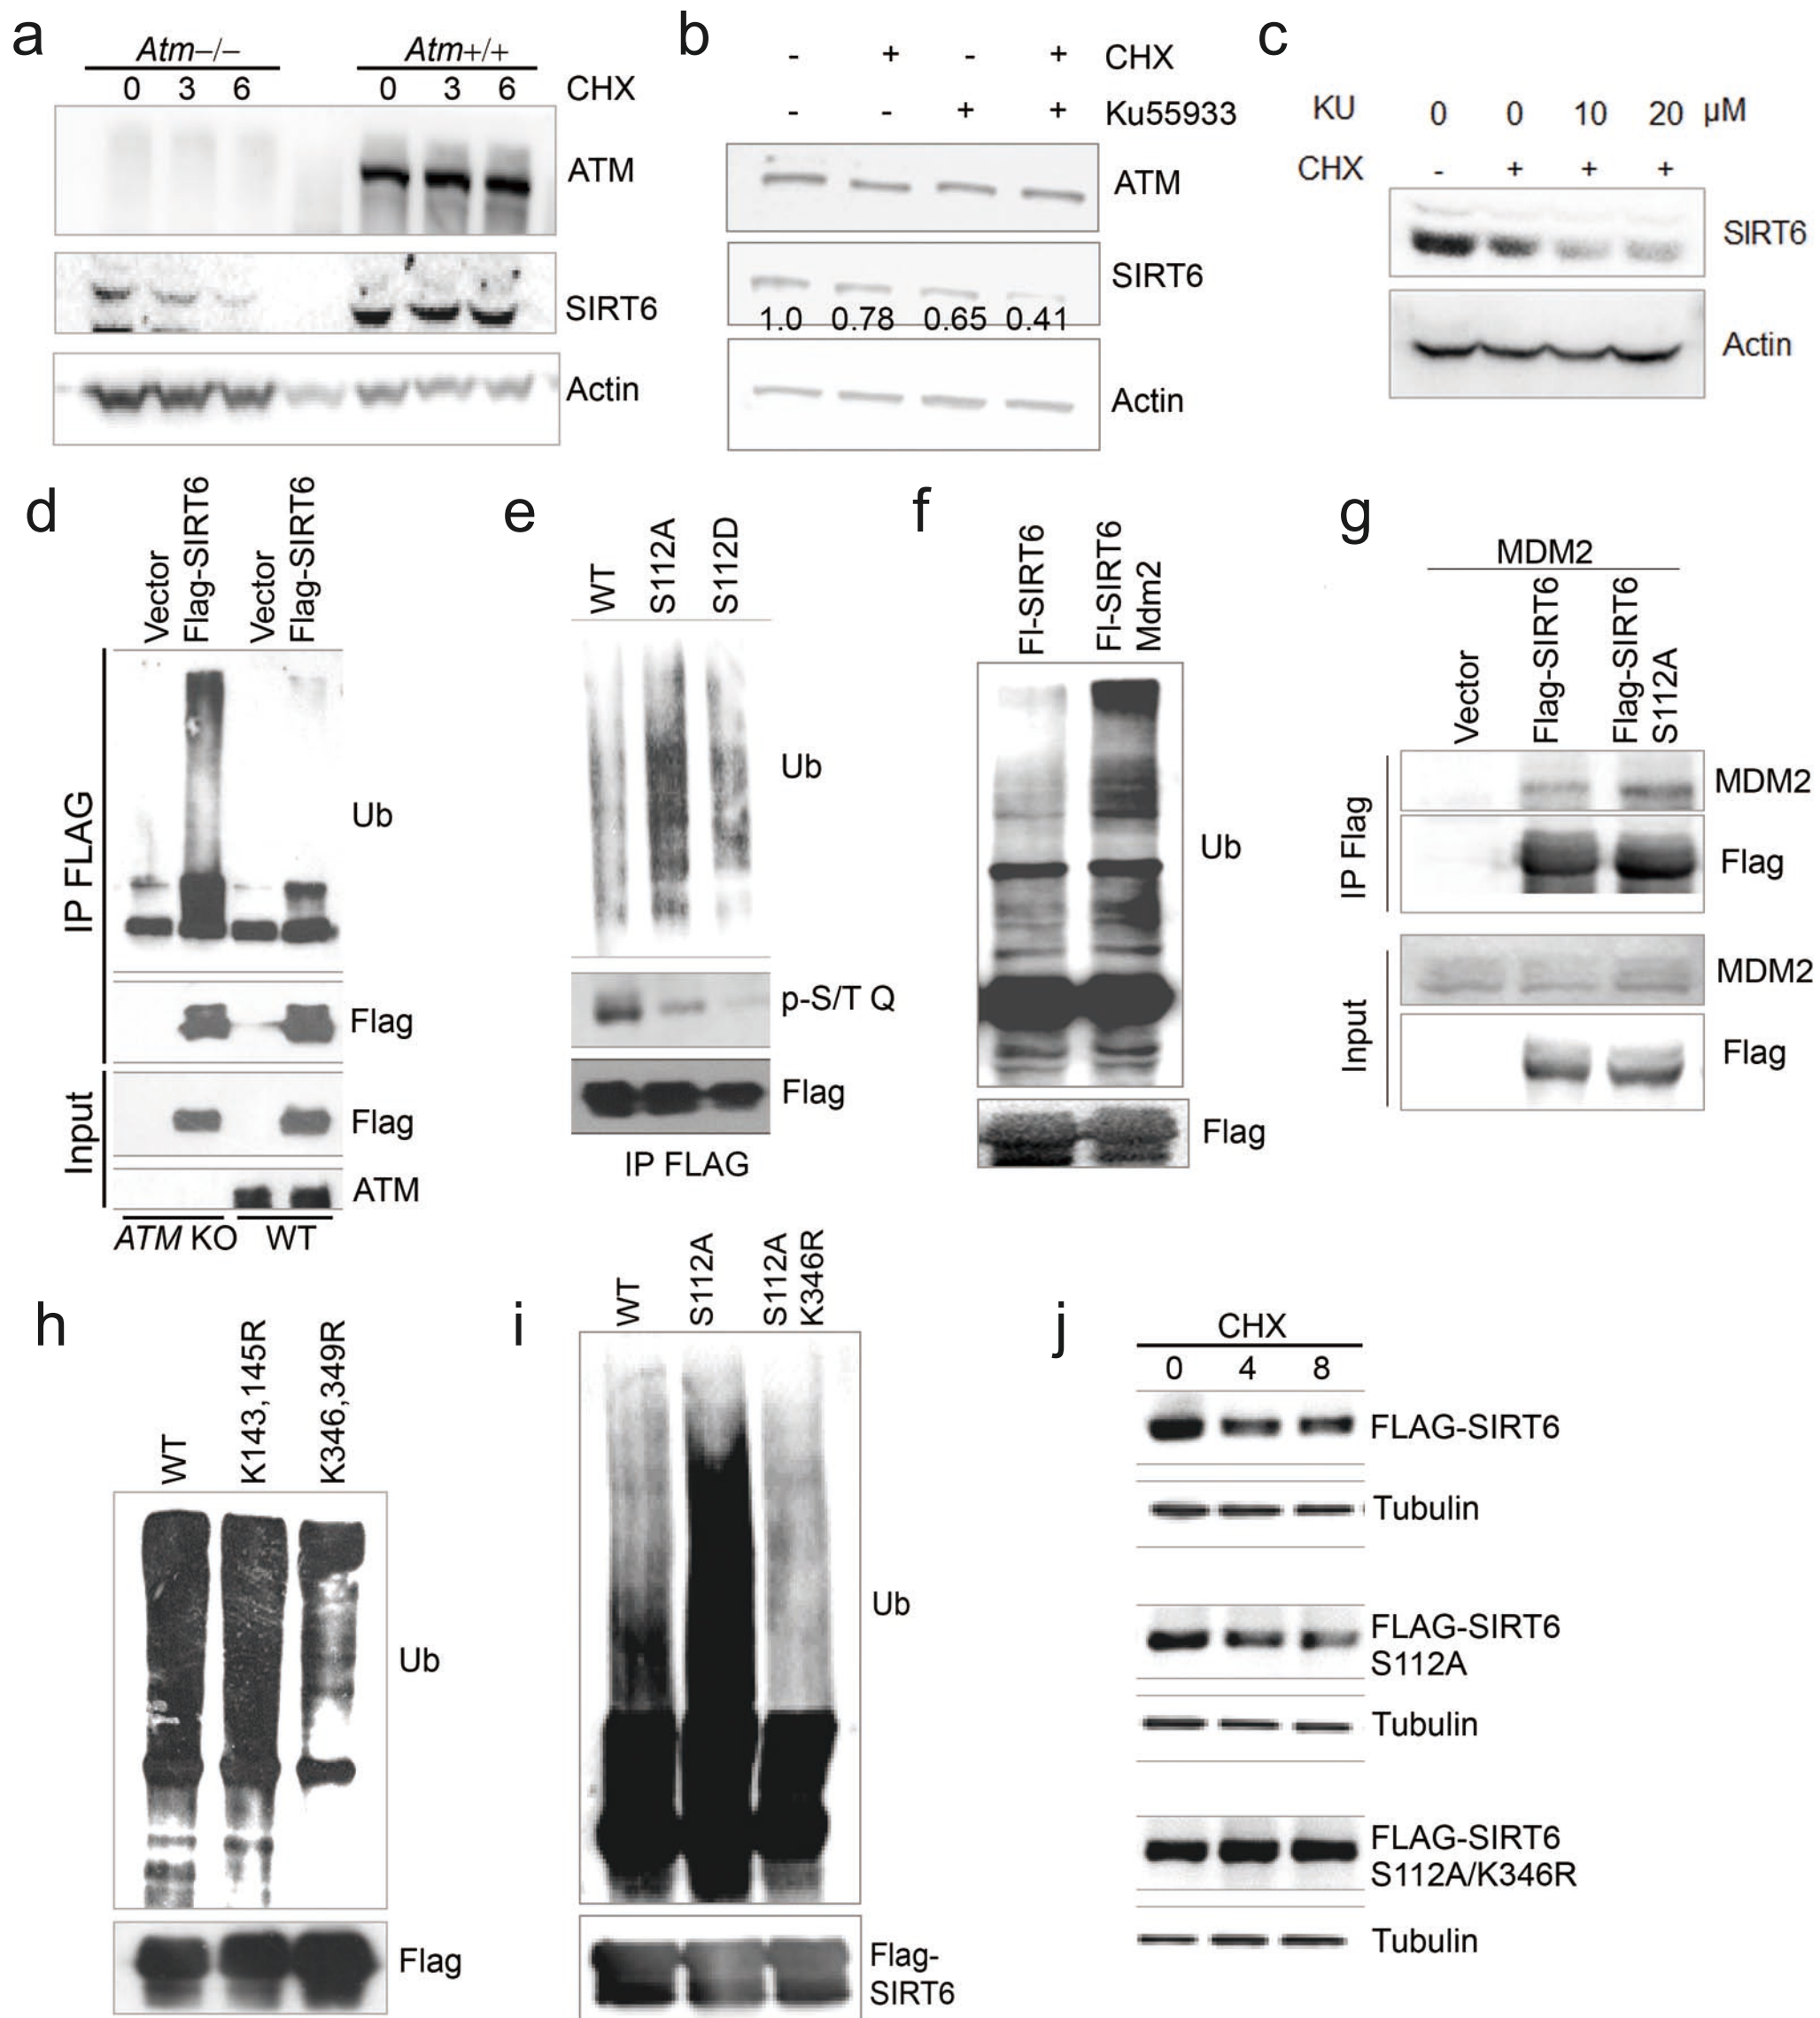 a
Atm–/–
Atm+/+
0 3 6 0 3 6 CHX
ATM
SIRT6
Actin
b
- + - + CHX
- - + + Ku55933
ATM
SIRT6
1.0 0.78 0.65 0.41
Actin
c
KU 0 0 10 20 µM
CHX - + + +
SIRT6
Actin
d
Vector
Flag-SIRT6
Vector
Flag-SIRT6
IP FLAG
Ub
Flag
Input
Flag
ATM
ATM KO WT
e
WT
S112A
S112D
Ub
p-S/T Q
Flag
IP FLAG
f
Fl-SIRT6
Fl-SIRT6
Mdm2
Ub
Flag
g
MDM2
Vector
Flag-SIRT6
Flag-SIRT6
S112A
IP Flag
MDM2
Flag
Input
MDM2
Flag
h
WT
K143,145R
K346,349R
Ub
Flag
i
WT
S112A
S112A
K346R
Ub
Flag-
SIRT6
j
CHX
0 4 8
FLAG-SIRT6
Tubulin
FLAG-SIRT6
S112A
Tubulin
FLAG-SIRT6
S112A/K346R
Tubulin